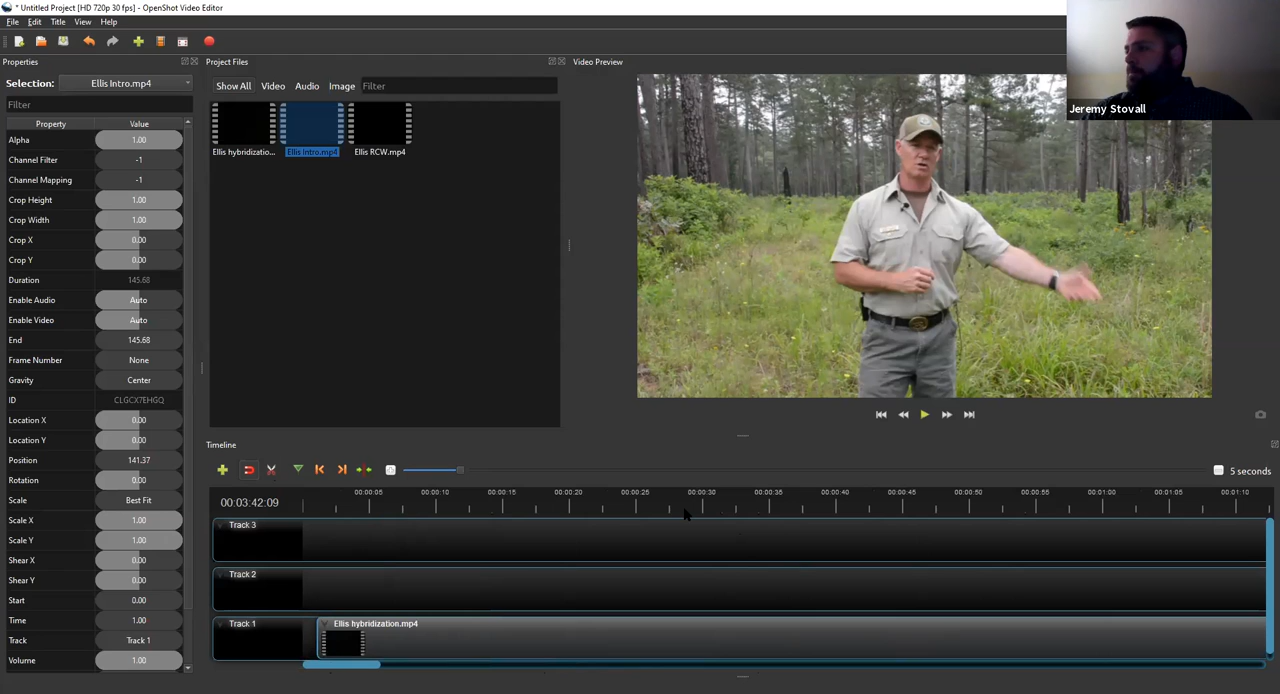 * Untitled Project [HD 720p 30 fps] - OpenShot Video Editor
File Edit Title View Help
Properties
Selection: Ellis Intro.mp4
Filter
Property Value
Alpha 1.00
Channel Filter -1
Channel Mapping -1
Crop Height 1.00
Crop Width 1.00
Crop X 0.00
Crop Y 0.00
Duration 145.68
Enable Audio Auto
Enable Video Auto
End 145.68
Frame Number None
Gravity Center
ID CLGCX7EHGQ
Location X 0.00
Location Y 0.00
Position 141.37
Rotation 0.00
Scale Best Fit
Scale X 1.00
Scale Y 1.00
Shear X 0.00
Shear Y 0.00
Start 0.00
Time 1.00
Track Track 1
Volume 1.00
Project Files
Show All Video Audio Image Filter
Ellis hybridizatio... Ellis Intro.mp4 Ellis RCW.mp4
Video Preview
Jeremy Stovall
Timeline
5 seconds
00:03:42:09
00:00:05 00:00:10 00:00:15 00:00:20 00:00:25 00:00:30 00:00:35 00:00:40 00:00:45 00:00:50 00:00:55 00:01:00 00:01:05 00:01:10
Track 3
Track 2
Track 1 Ellis hybridization.mp4